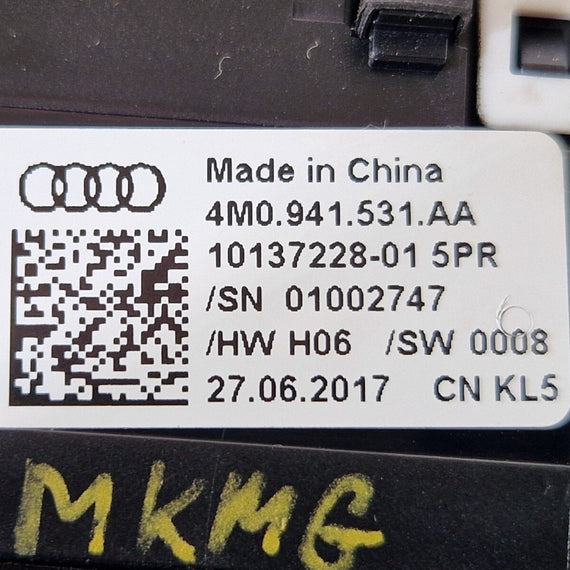 Made in China
4M0.941.531.AA
10137228-01 5PR
/SN 01002747
/HW H06 /SW 0008
27.06.2017 CN KL5
MKMG